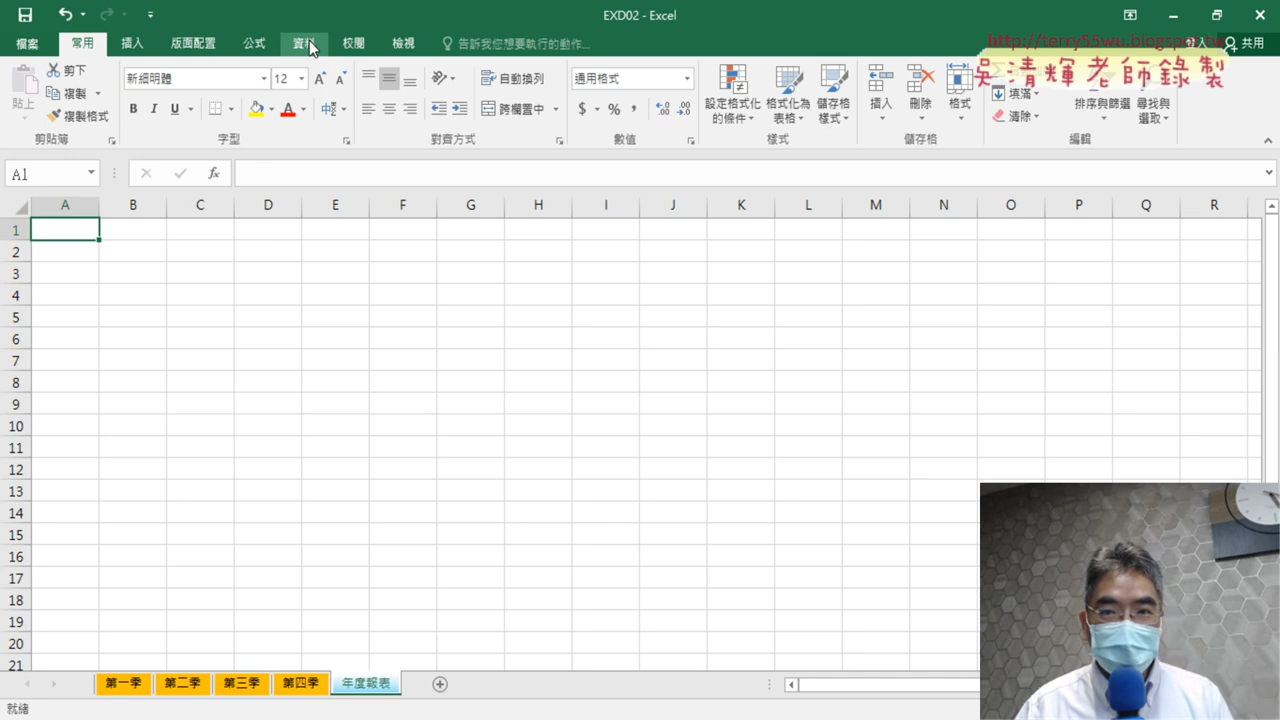 EXD02 - Excel
檔案 常用 插入 版面配置 公式 資料 校閱 檢視 告訴我您想要執行的動作... 共用
http://terry55wu.blogspot.tw
吳清輝老師錄製
貼上 剪下 複製 複製格式 剪貼簿
新細明體 12 B I U A 字型
自動換列 跨欄置中 對齊方式
通用格式 $ % 數值
設定格式化的條件 格式化為表格 儲存格樣式 樣式
插入 刪除 格式 儲存格
填滿 清除 排序與篩選 尋找與選取 編輯
A1 fx
A B C D E F G H I J K L M N O P Q R
1
2
3
4
5
6
7
8
9
10
11
12
13
14
15
16
17
18
19
20
21
第一季 第二季 第三季 第四季 年度報表
就緒